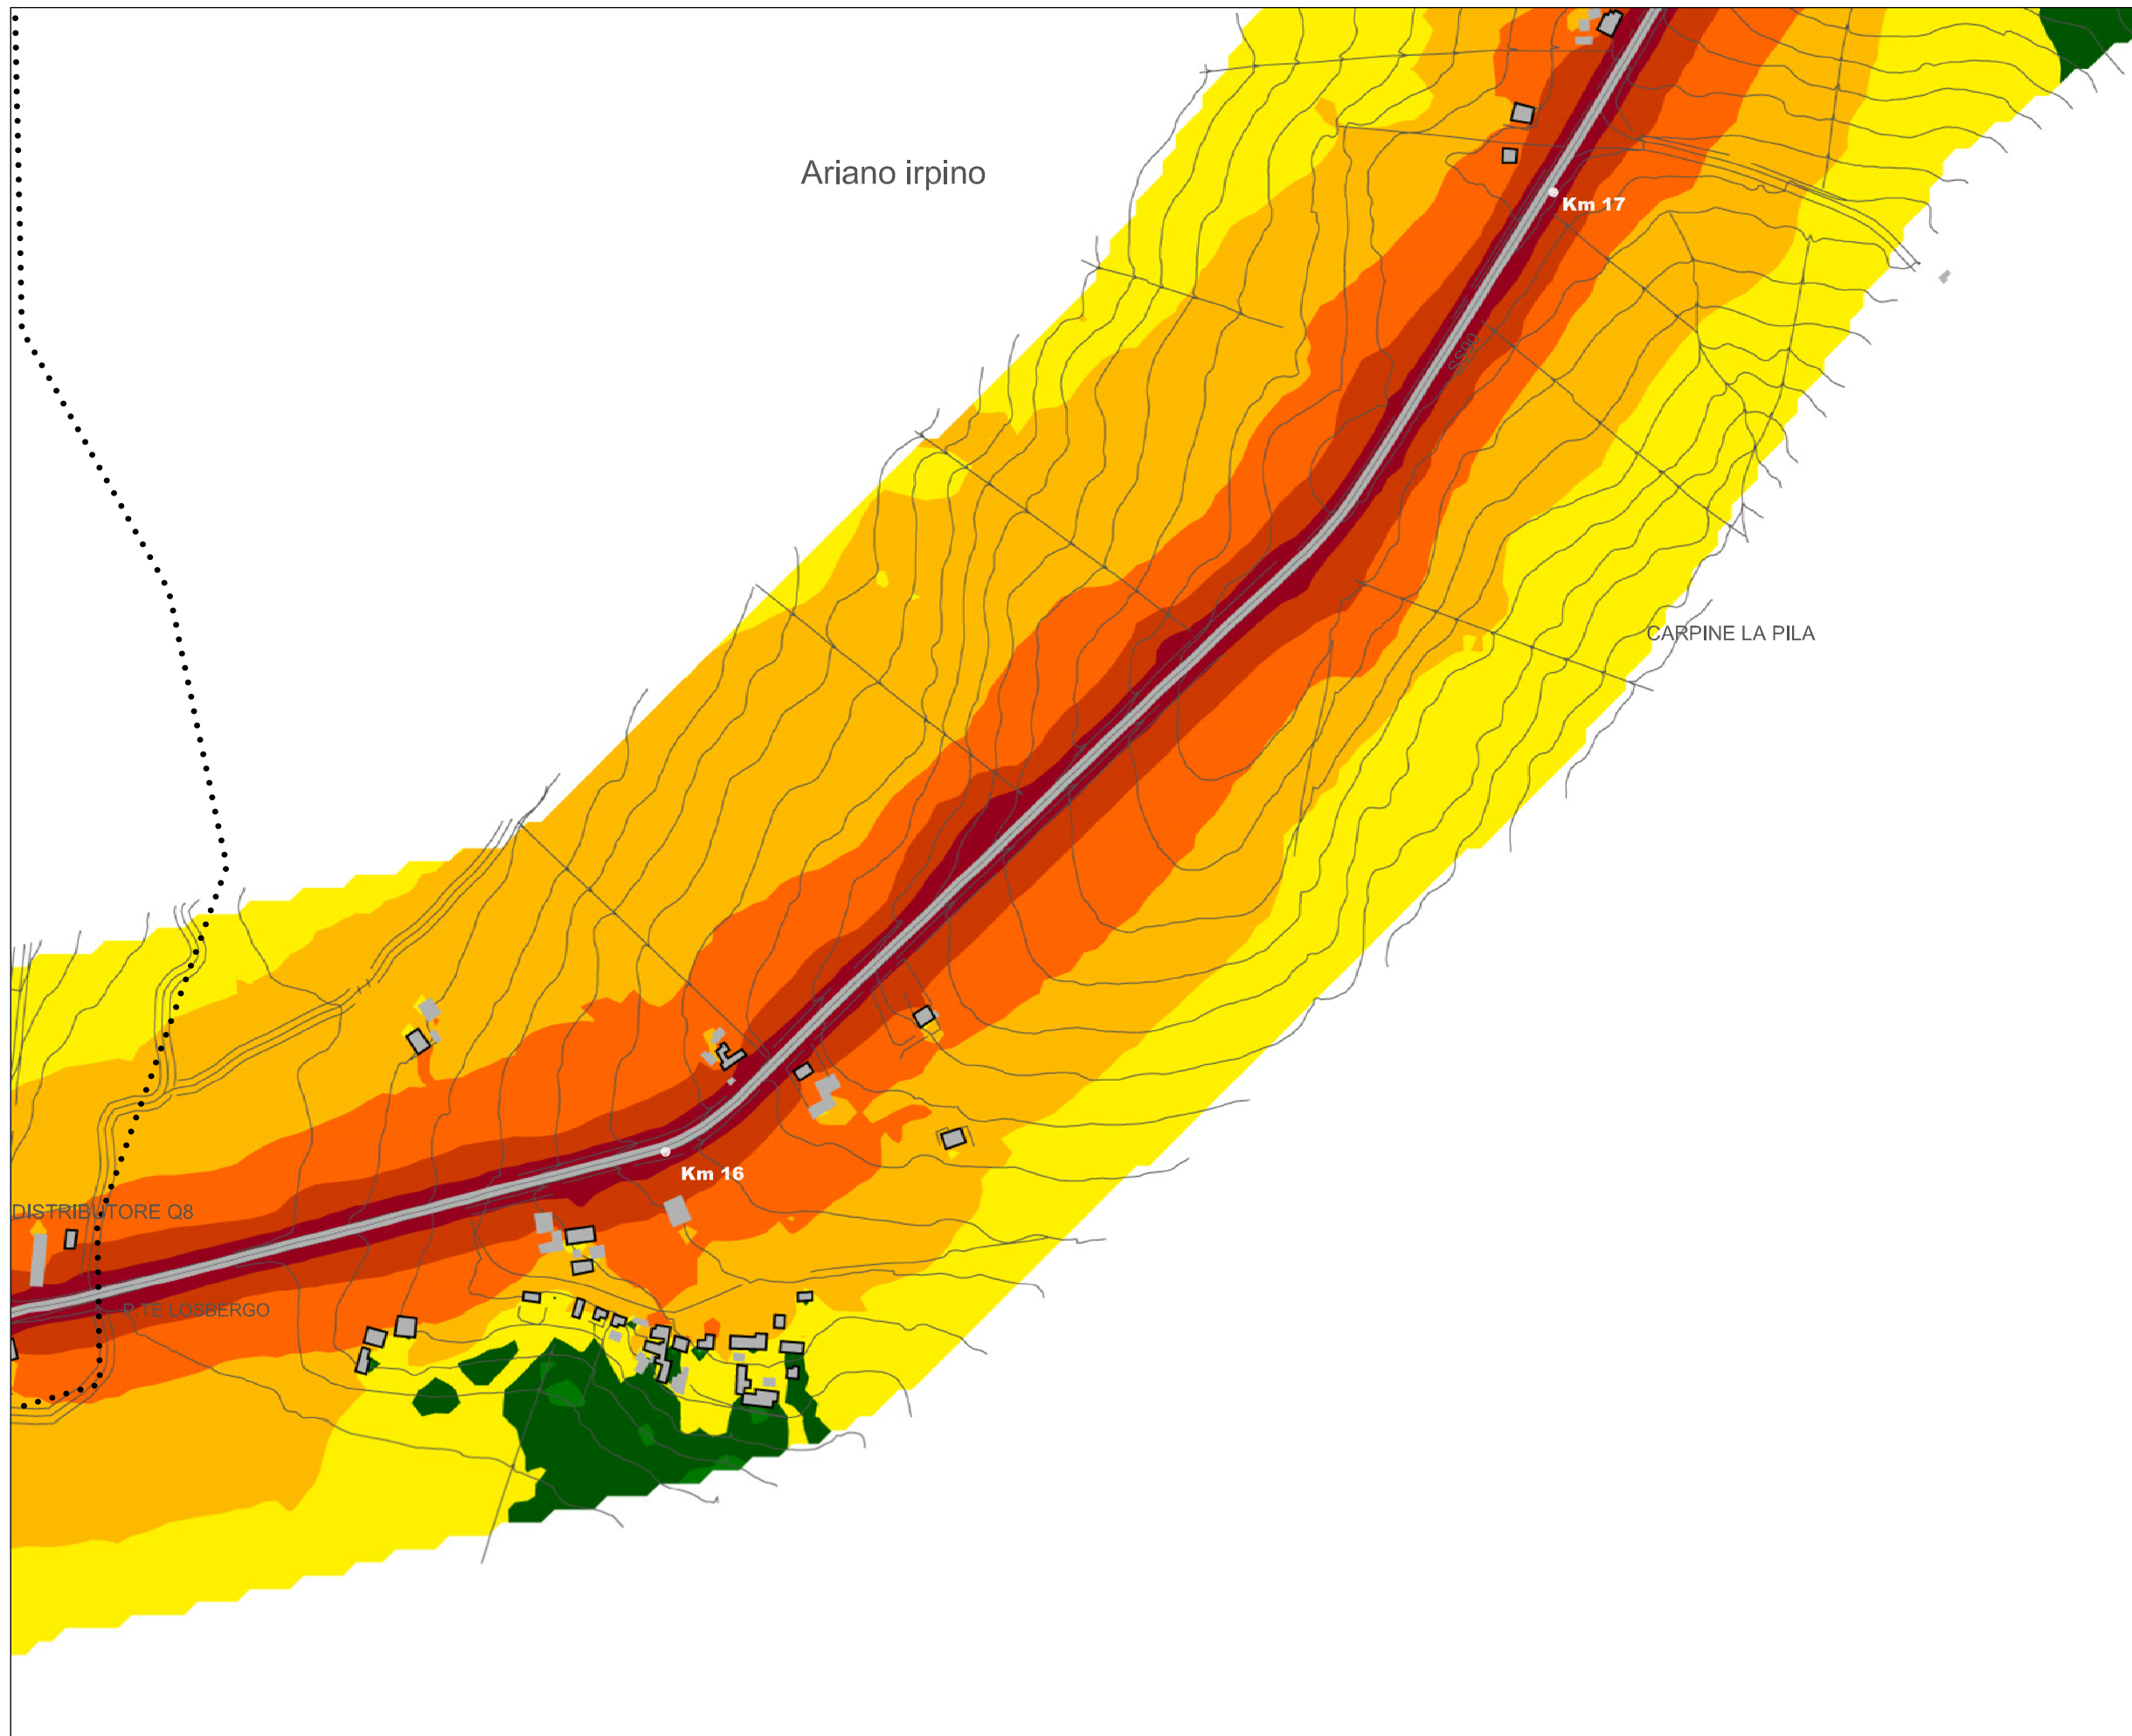 Ariano irpino
Km 17
SS90
CARPINE LA PILA
Km 16
DISTRIBUTORE Q8
P.TE LOSBERGO